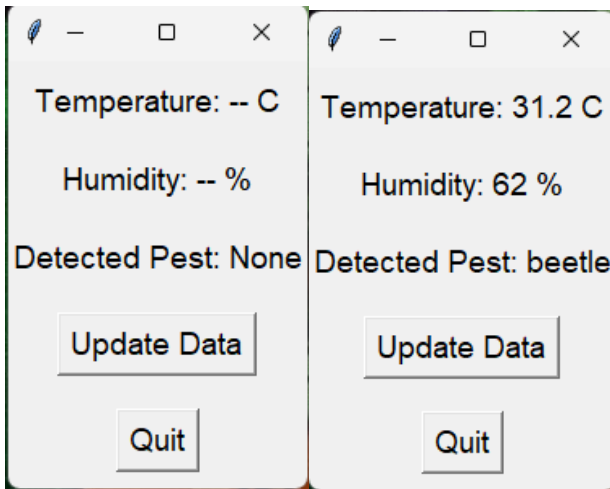 Temperature: -- C
Humidity: -- %
Detected Pest: None
Update Data
Quit
Temperature: 31.2 C
Humidity: 62 %
Detected Pest: beetle
Update Data
Quit